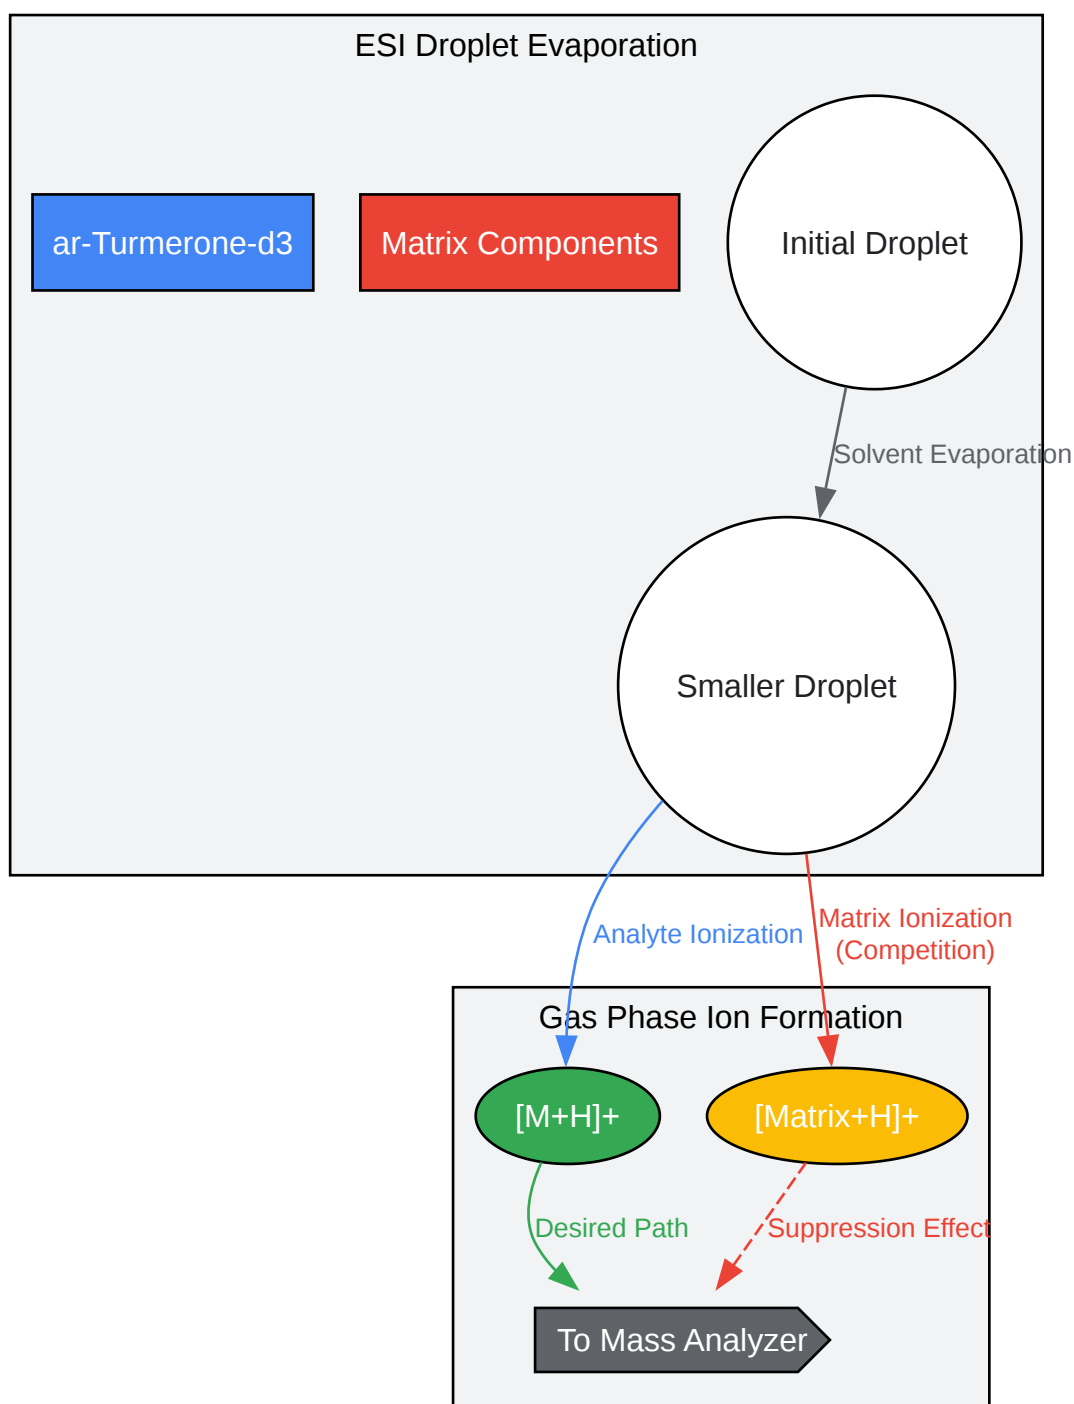 ESI Droplet Evaporation
ar-Turmerone-d3
Matrix Components
Initial Droplet
Solvent Evaporation
Smaller Droplet
Analyte Ionization
Matrix Ionization
(Competition)
Gas Phase Ion Formation
[M+H]+
[Matrix+H]+
Desired Path
Suppression Effect
To Mass Analyzer